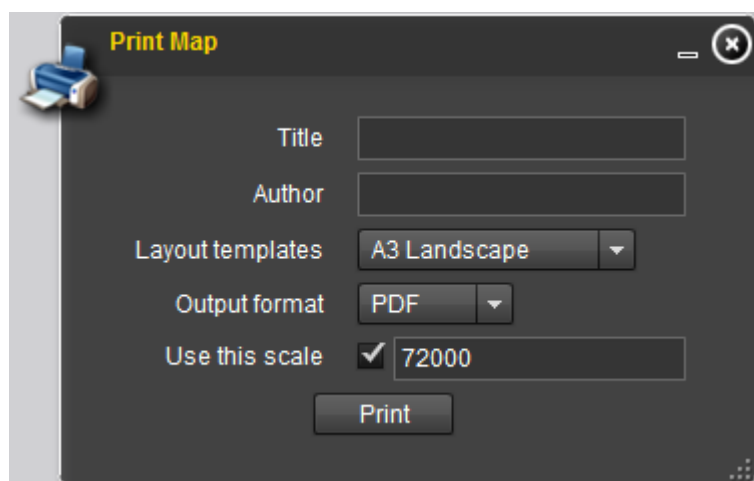 Print Map
Title
Author
Layout templates A3 Landscape
Output format PDF
Use this scale 72000
Print